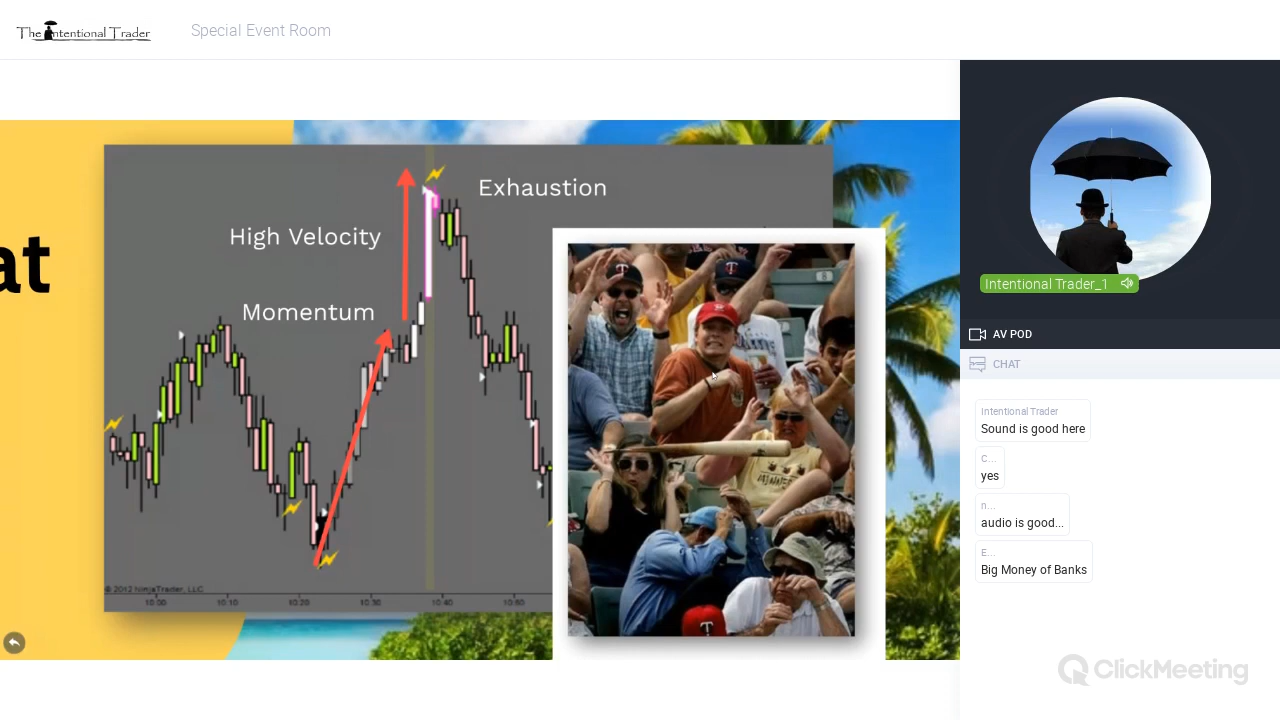 The Intentional Trader
Special Event Room
at
Exhaustion
High Velocity
Momentum
© 2012 NinjaTrader, LLC
10:00 10:10 10:20 10:30 10:40 10:50
8
Intentional Trader_1
AV POD
CHAT
Intentional Trader
Sound is good here
C...
yes
n...
audio is good...
E...
Big Money of Banks
ClickMeeting